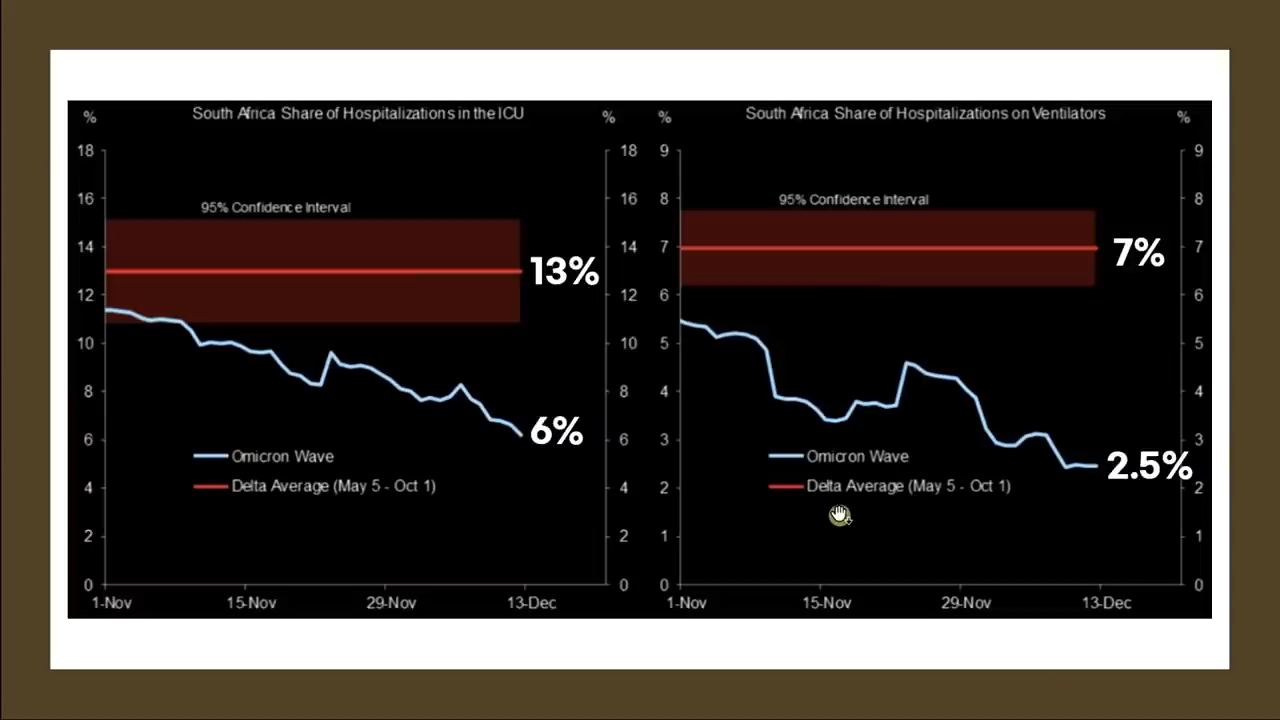 South Africa Share of Hospitalizations in the ICU
% %
18 18
16 16
95% Confidence Interval
14 14
13%
12 12
10 10
8 8
6 6
6%
Omicron Wave
Delta Average (May 5 - Oct 1)
4 4
2 2
0 0
1-Nov 15-Nov 29-Nov 13-Dec
South Africa Share of Hospitalizations on Ventilators
% %
9 9
8 8
95% Confidence Interval
7 7
7%
6 6
5 5
4 4
3 3
Omicron Wave
2.5%
Delta Average (May 5 - Oct 1)
2 2
1 1
0 0
1-Nov 15-Nov 29-Nov 13-Dec